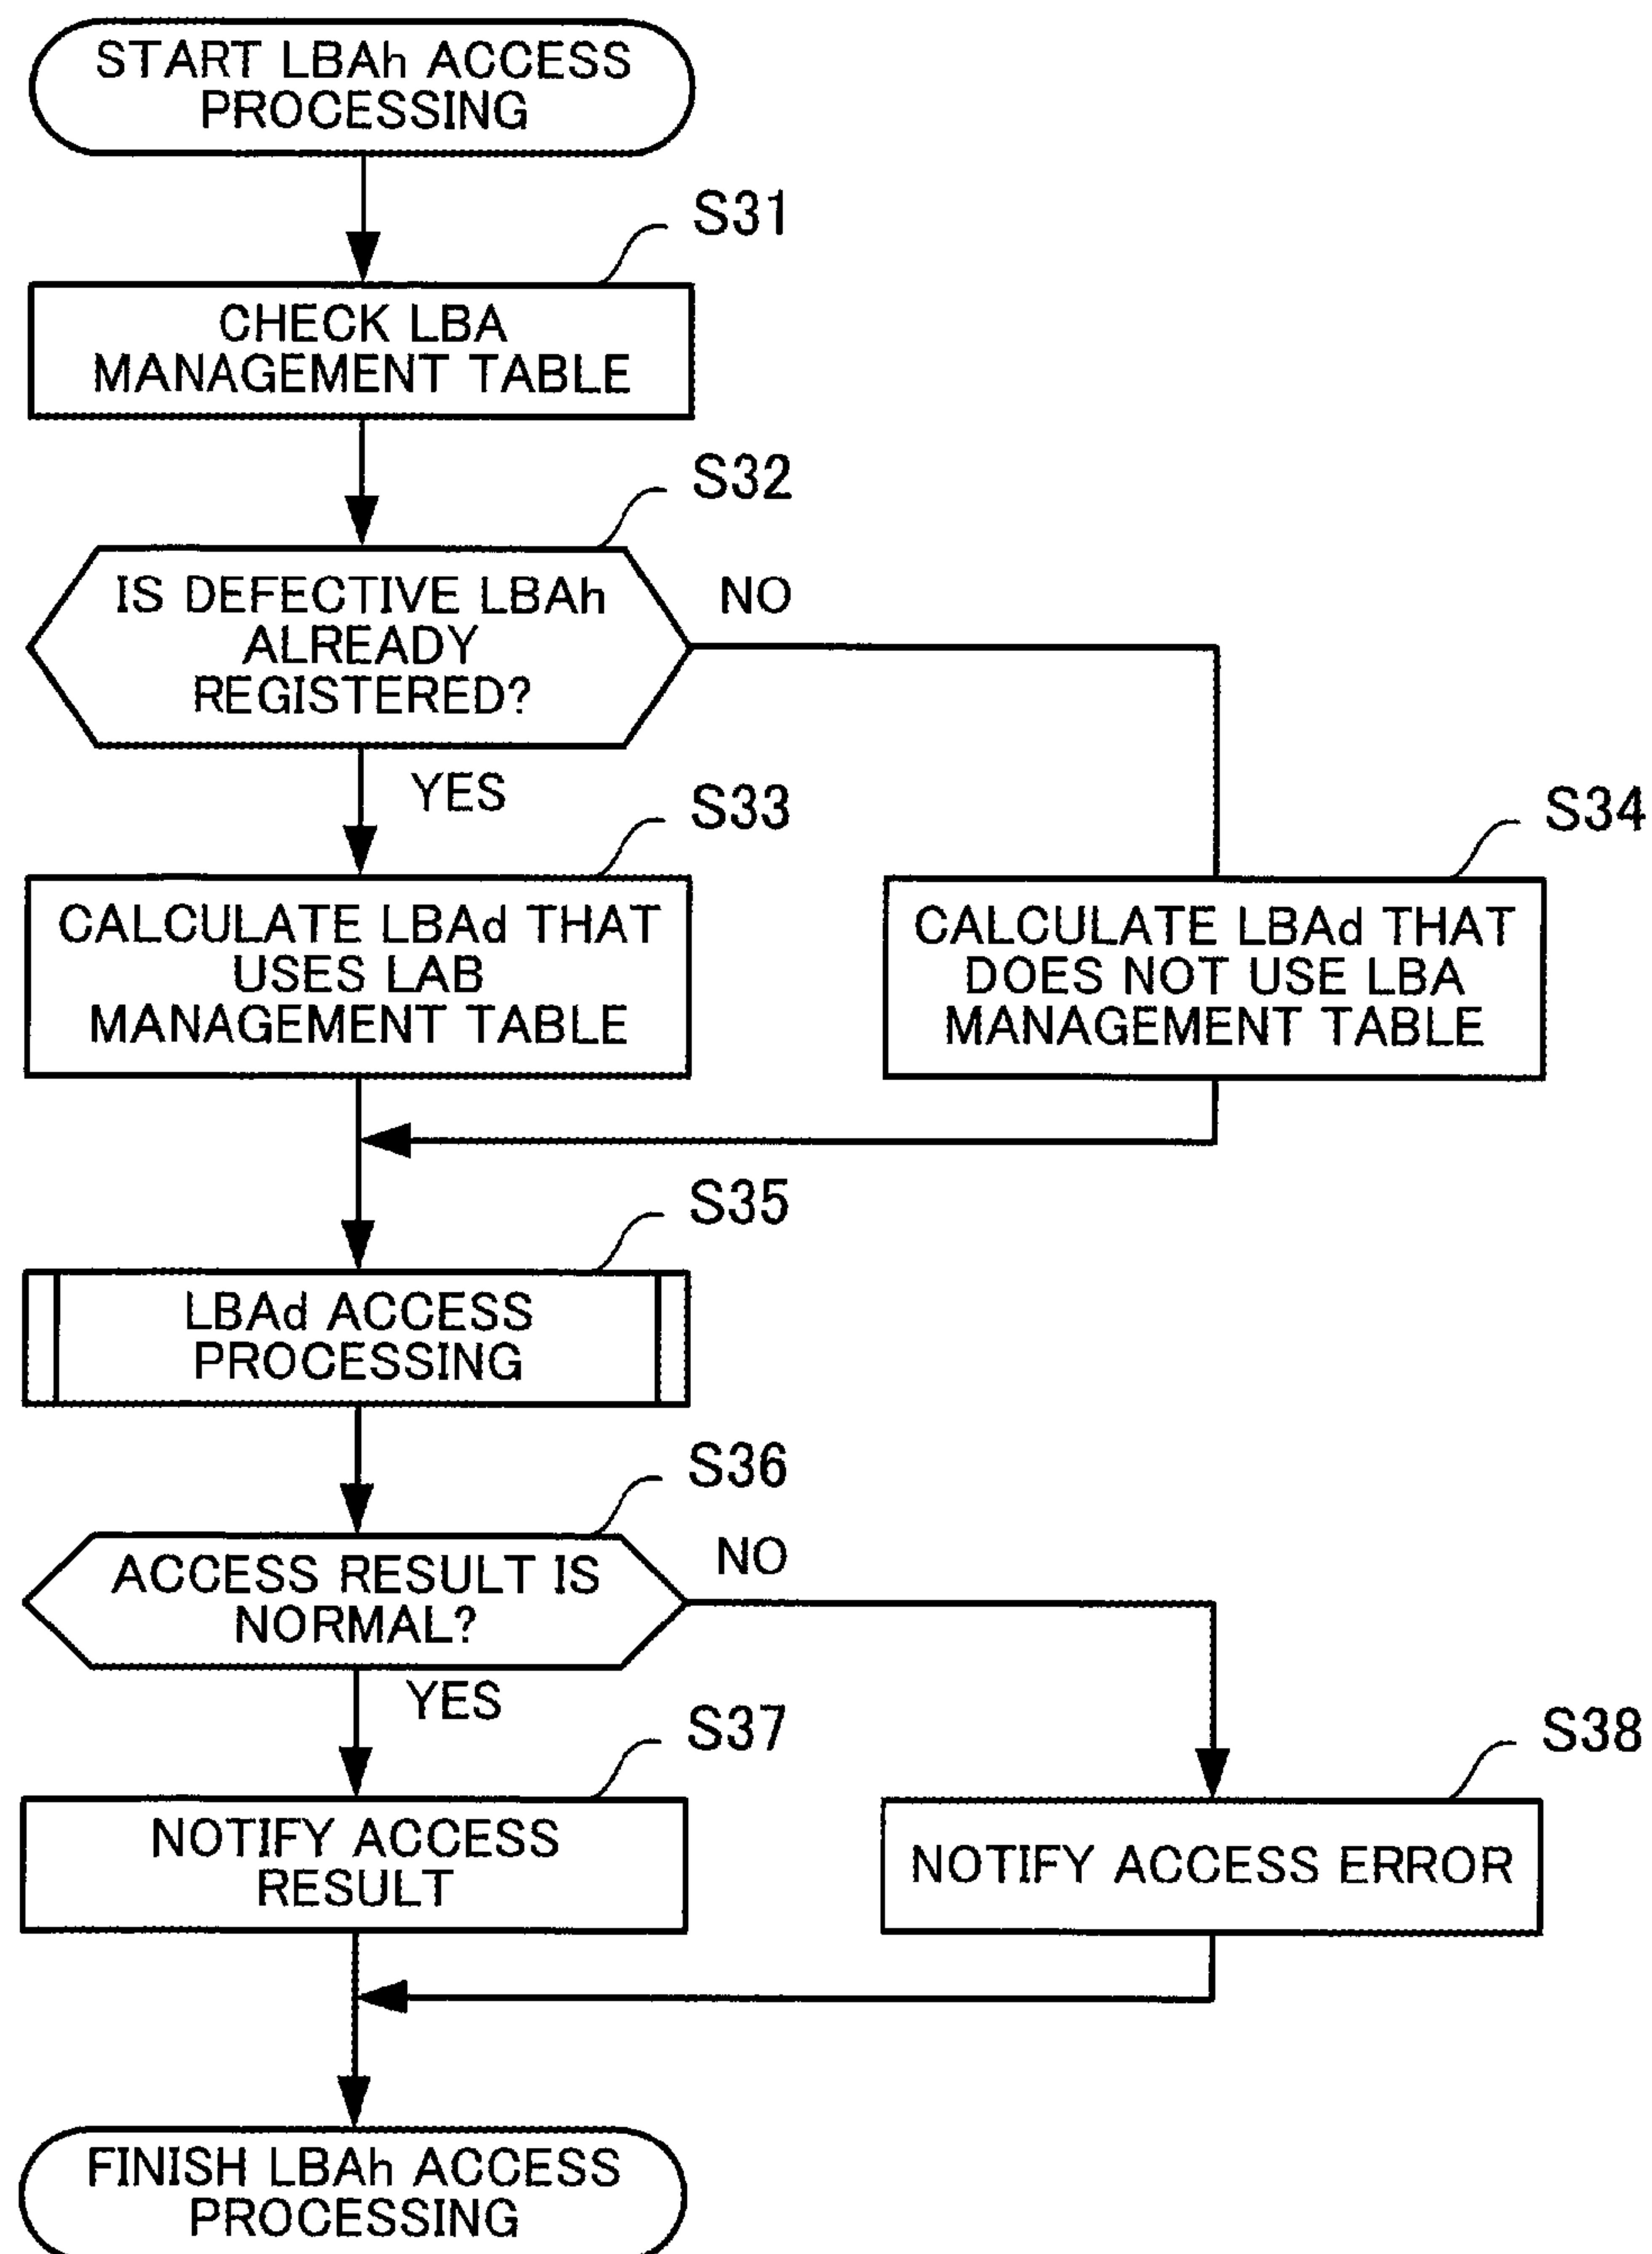 START LBAh ACCESS
PROCESSING
S31
CHECK LBA
MANAGEMENT TABLE
S32
IS DEFECTIVE LBAh
ALREADY
REGISTERED?
NO
YES
S33
CALCULATE LBAd THAT
USES LAB
MANAGEMENT TABLE
S34
CALCULATE LBAd THAT
DOES NOT USE LBA
MANAGEMENT TABLE
S35
LBAd ACCESS
PROCESSING
S36
ACCESS RESULT IS
NORMAL?
NO
YES
S37
NOTIFY ACCESS
RESULT
S38
NOTIFY ACCESS ERROR
FINISH LBAh ACCESS
PROCESSING